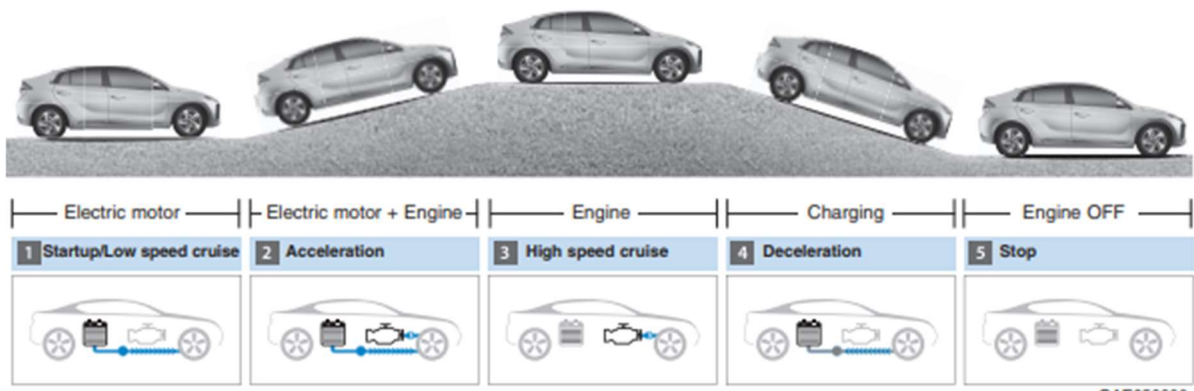 Electric motor
Electric motor + Engine
Engine
Charging
Engine OFF
1 Startup/Low speed cruise
2 Acceleration
3 High speed cruise
4 Deceleration
5 Stop